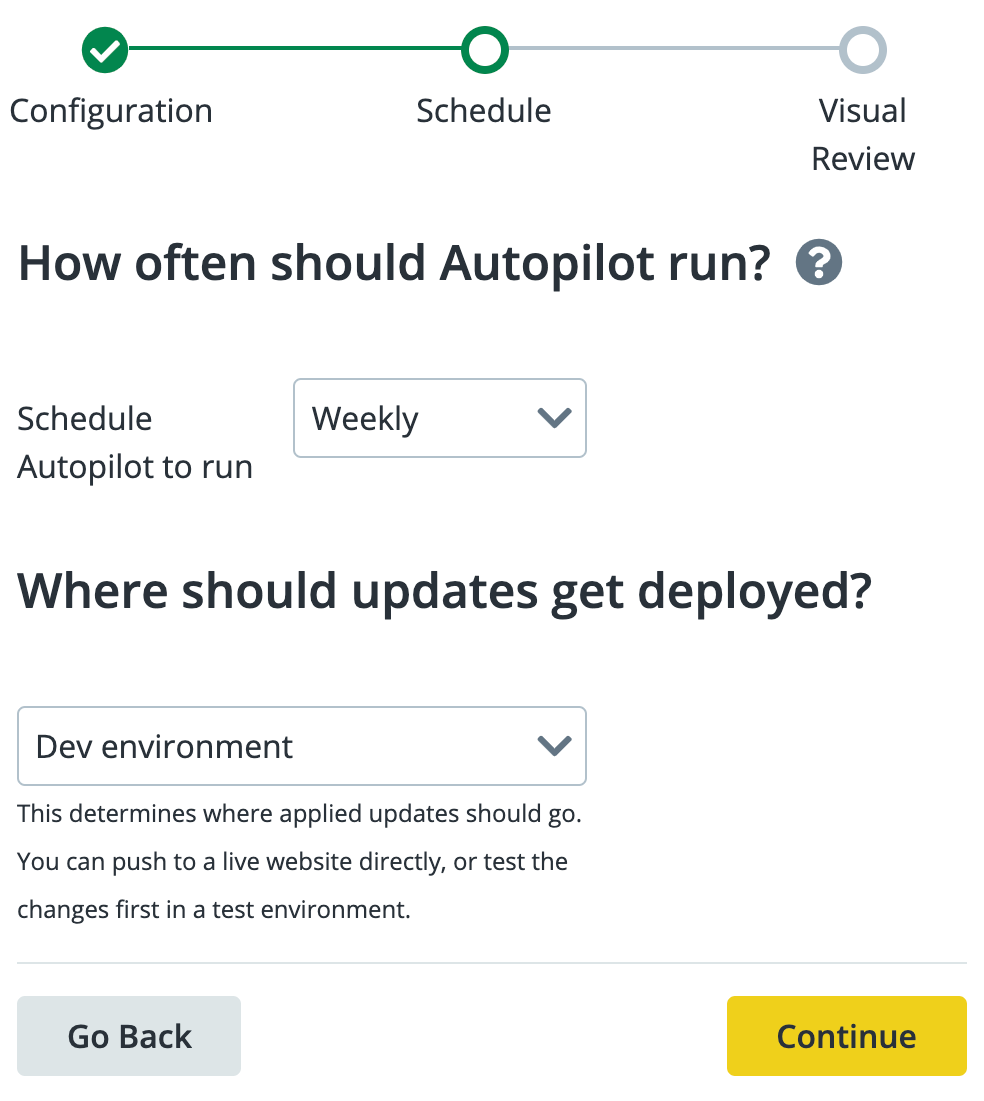 Configuration
Schedule
Visual
Review
How often should Autopilot run? ?
Schedule
Autopilot to run
Weekly
Where should updates get deployed?
Dev environment
This determines where applied updates should go.
You can push to a live website directly, or test the
changes first in a test environment.
Go Back
Continue